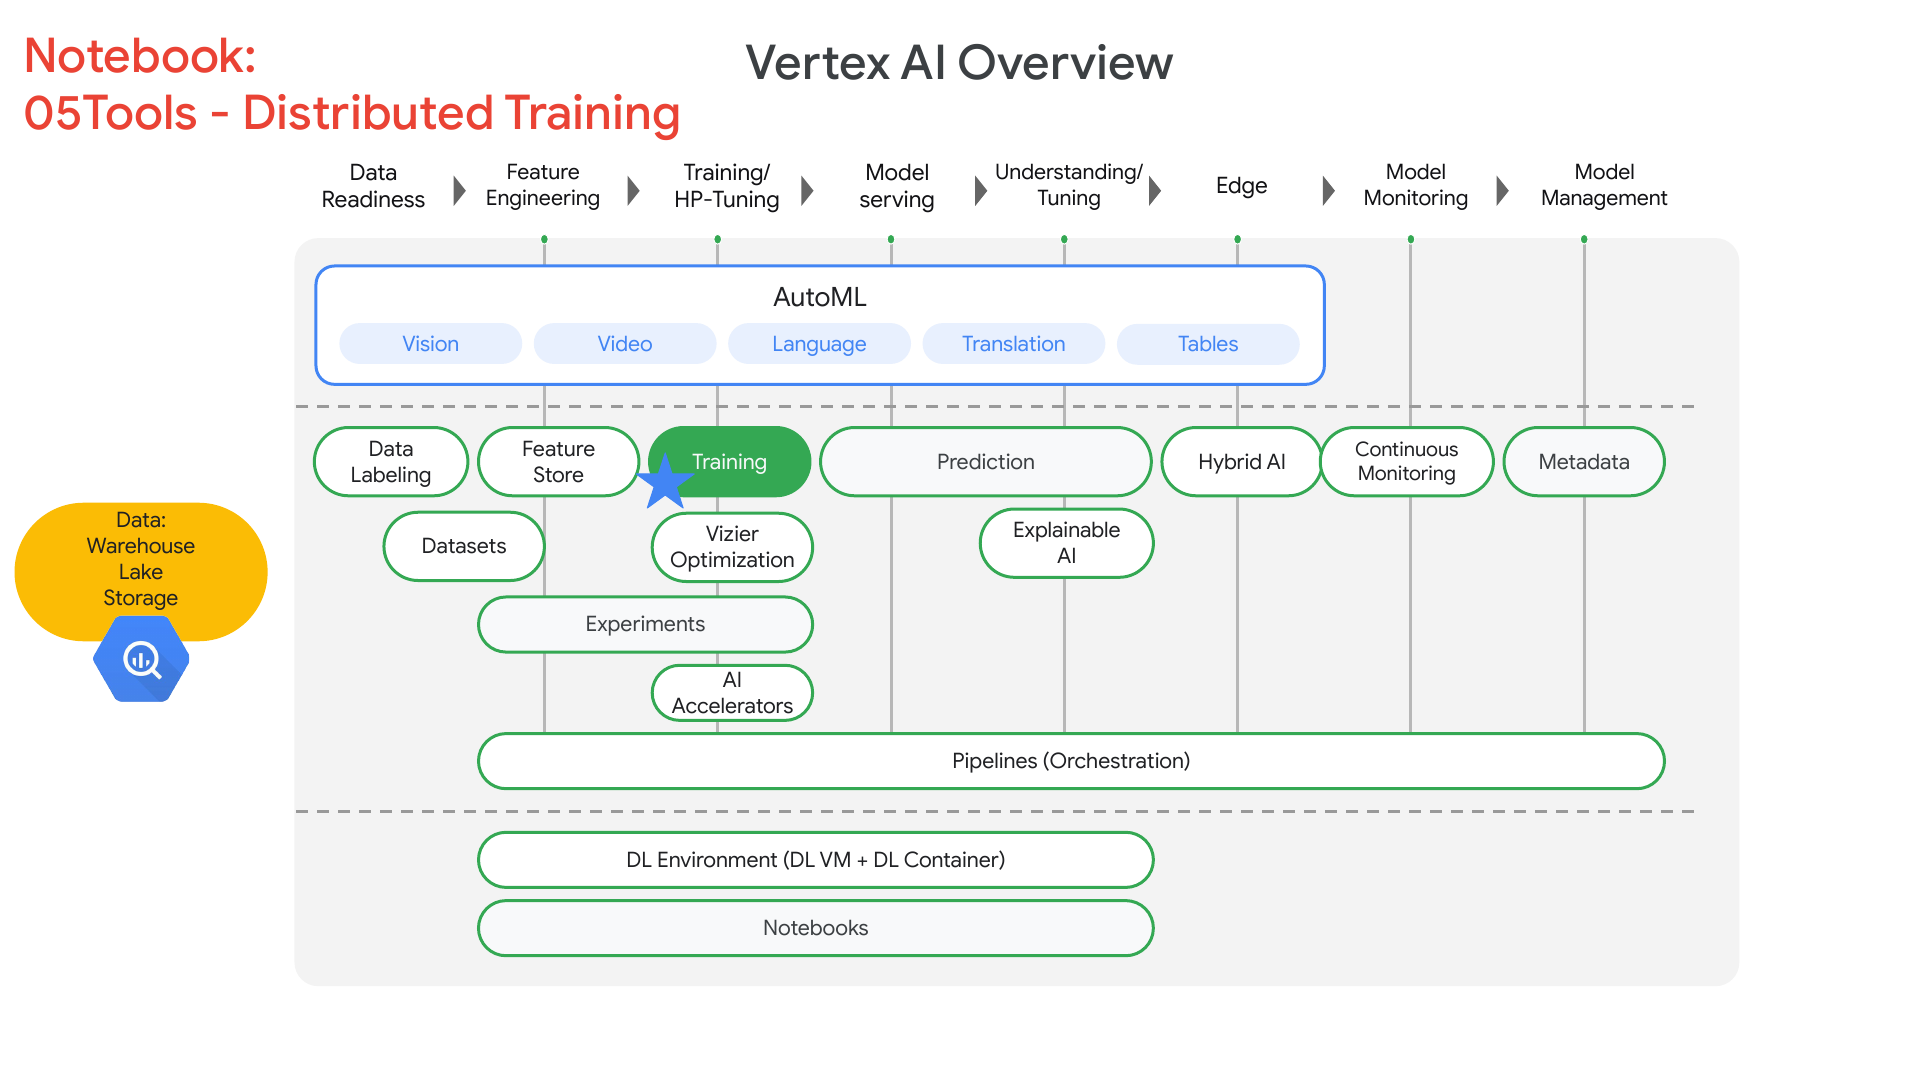 Notebook:
05Tools - Distributed Training
Vertex AI Overview
Data
Readiness
Feature
Engineering
Training/
HP-Tuning
Model
serving
Understanding/
Tuning
Edge
Model
Monitoring
Model
Management
AutoML
Vision
Video
Language
Translation
Tables
Data
Labeling
Feature
Store
Training
Prediction
Hybrid AI
Continuous
Monitoring
Metadata
Datasets
Vizier
Optimization
Explainable
AI
Data:
Warehouse
Lake
Storage
Experiments
AI
Accelerators
Pipelines (Orchestration)
DL Environment (DL VM + DL Container)
Notebooks